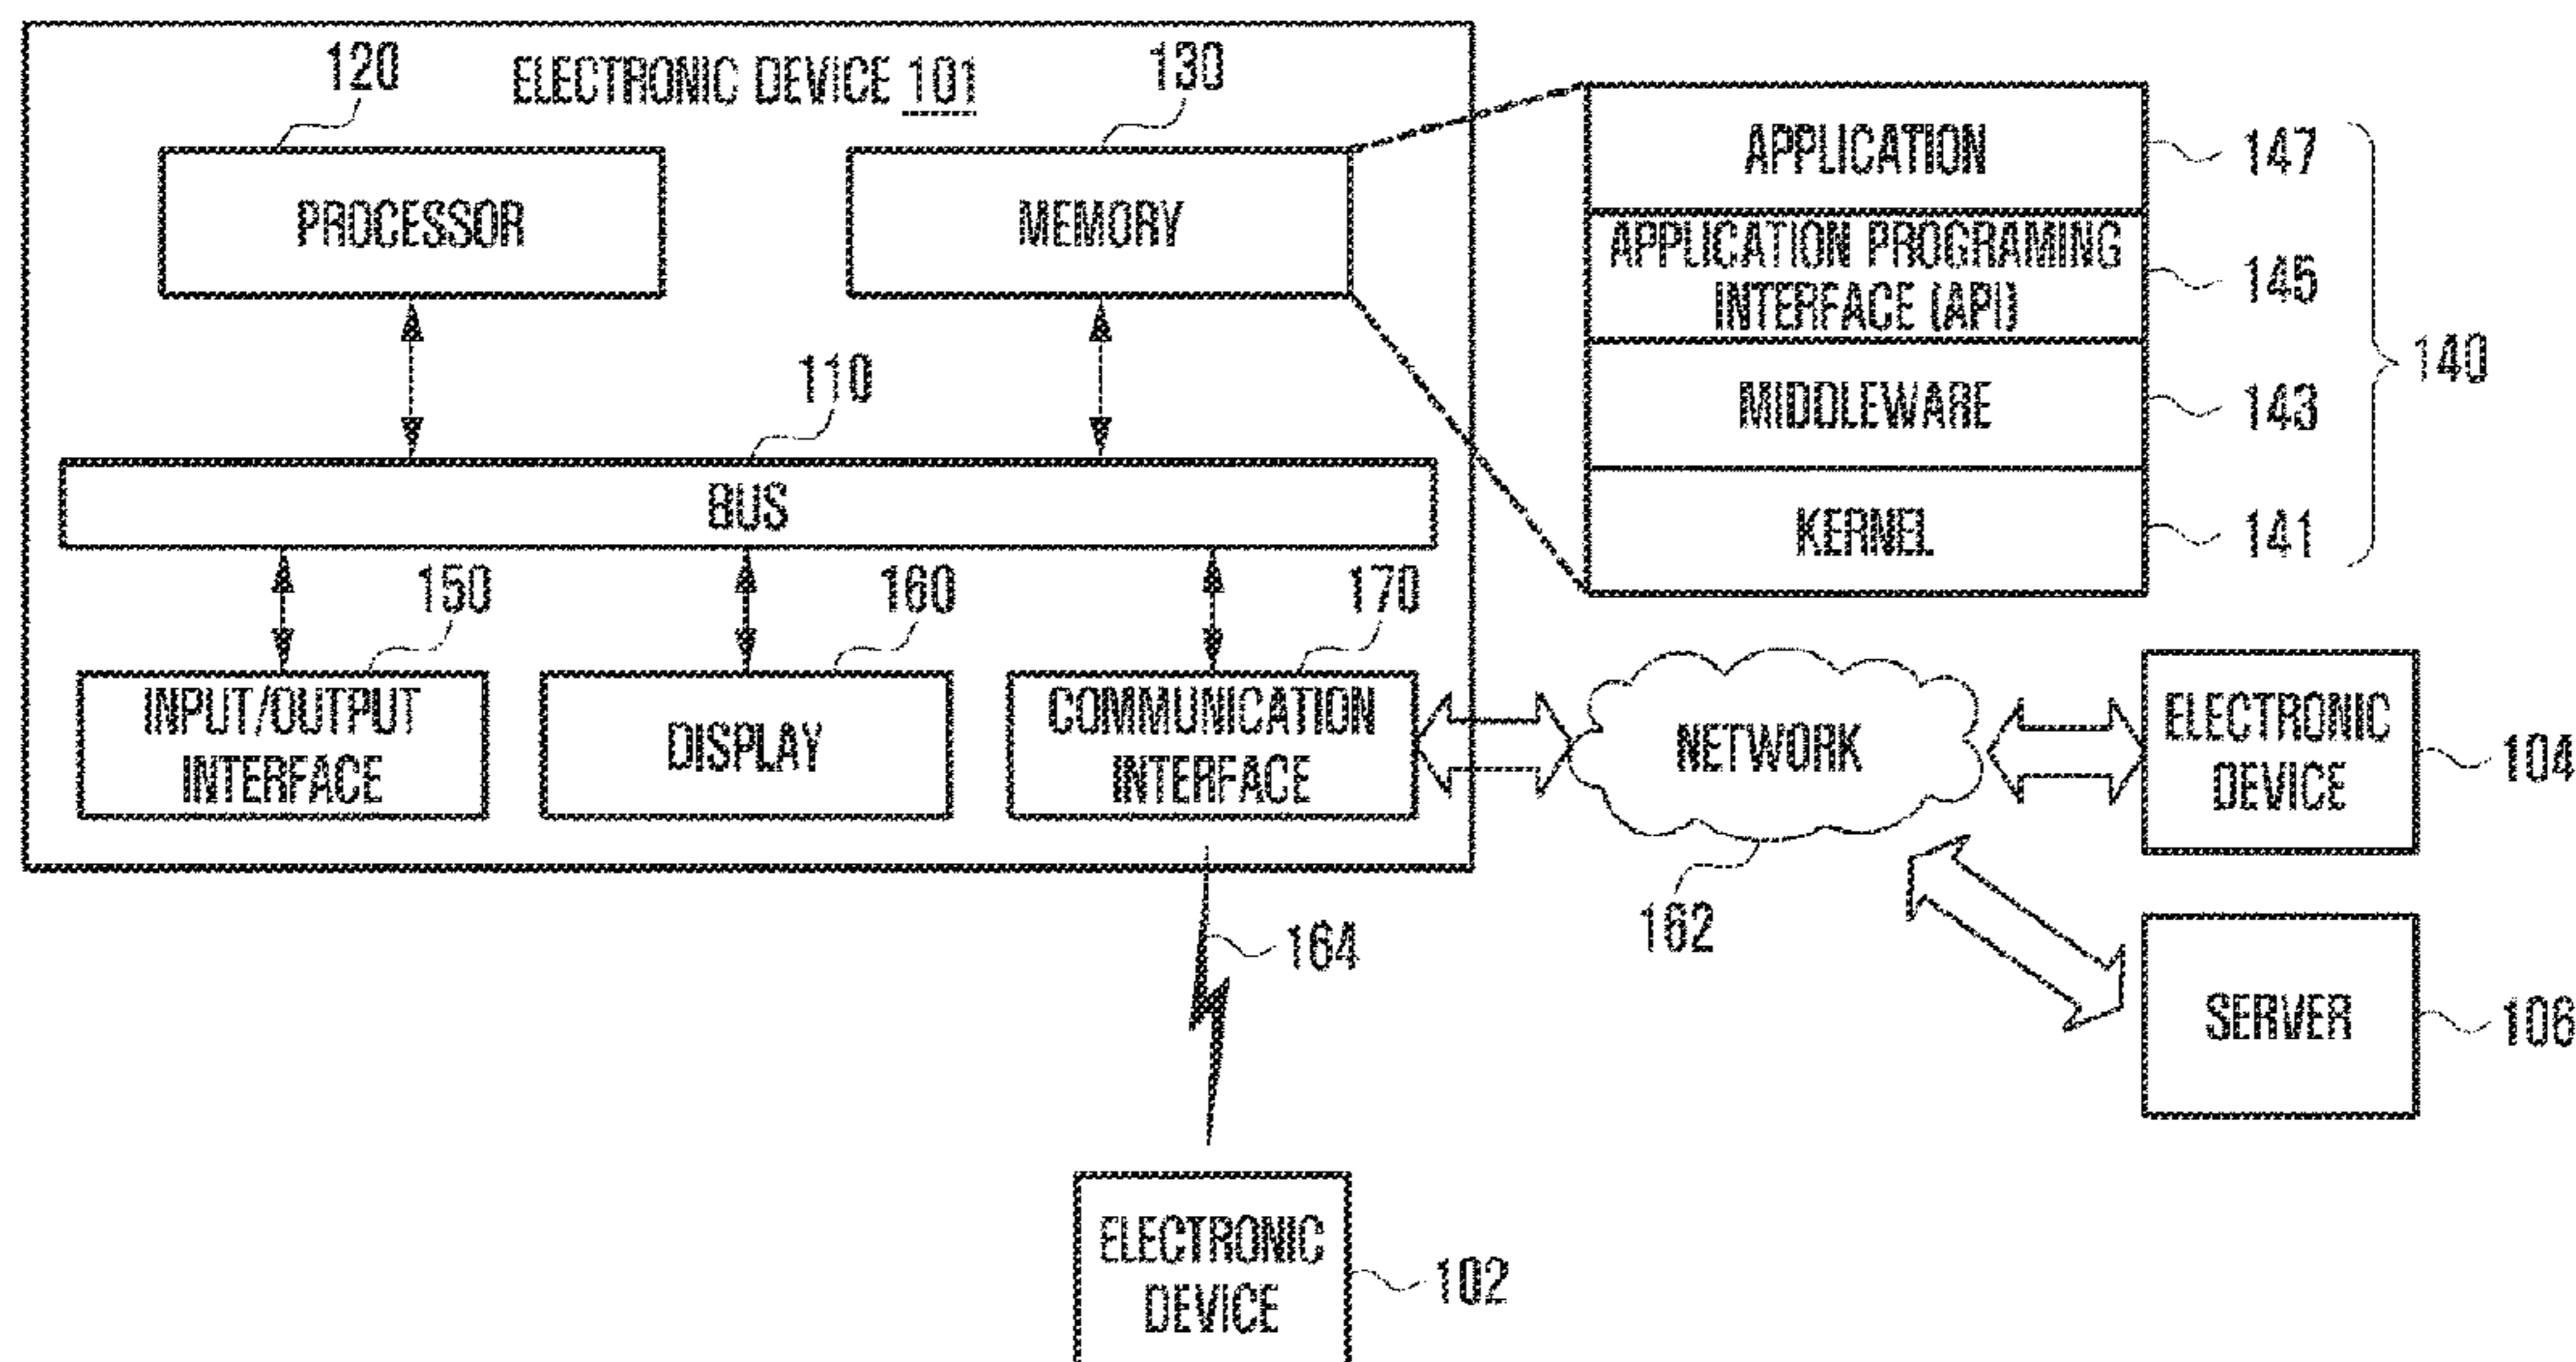 120
ELECTRONIC DEVICE 101
130
PROCESSOR
MEMORY
110
BUS
150
160
170
INPUT/OUTPUT
INTERFACE
DISPLAY
COMMUNICATION
INTERFACE
APPLICATION
147
APPLICATION PROGRAMING
INTERFACE (API)
145
MIDDLEWARE
143
KERNEL
141
140
NETWORK
162
ELECTRONIC
DEVICE
104
SERVER
106
164
ELECTRONIC
DEVICE
102